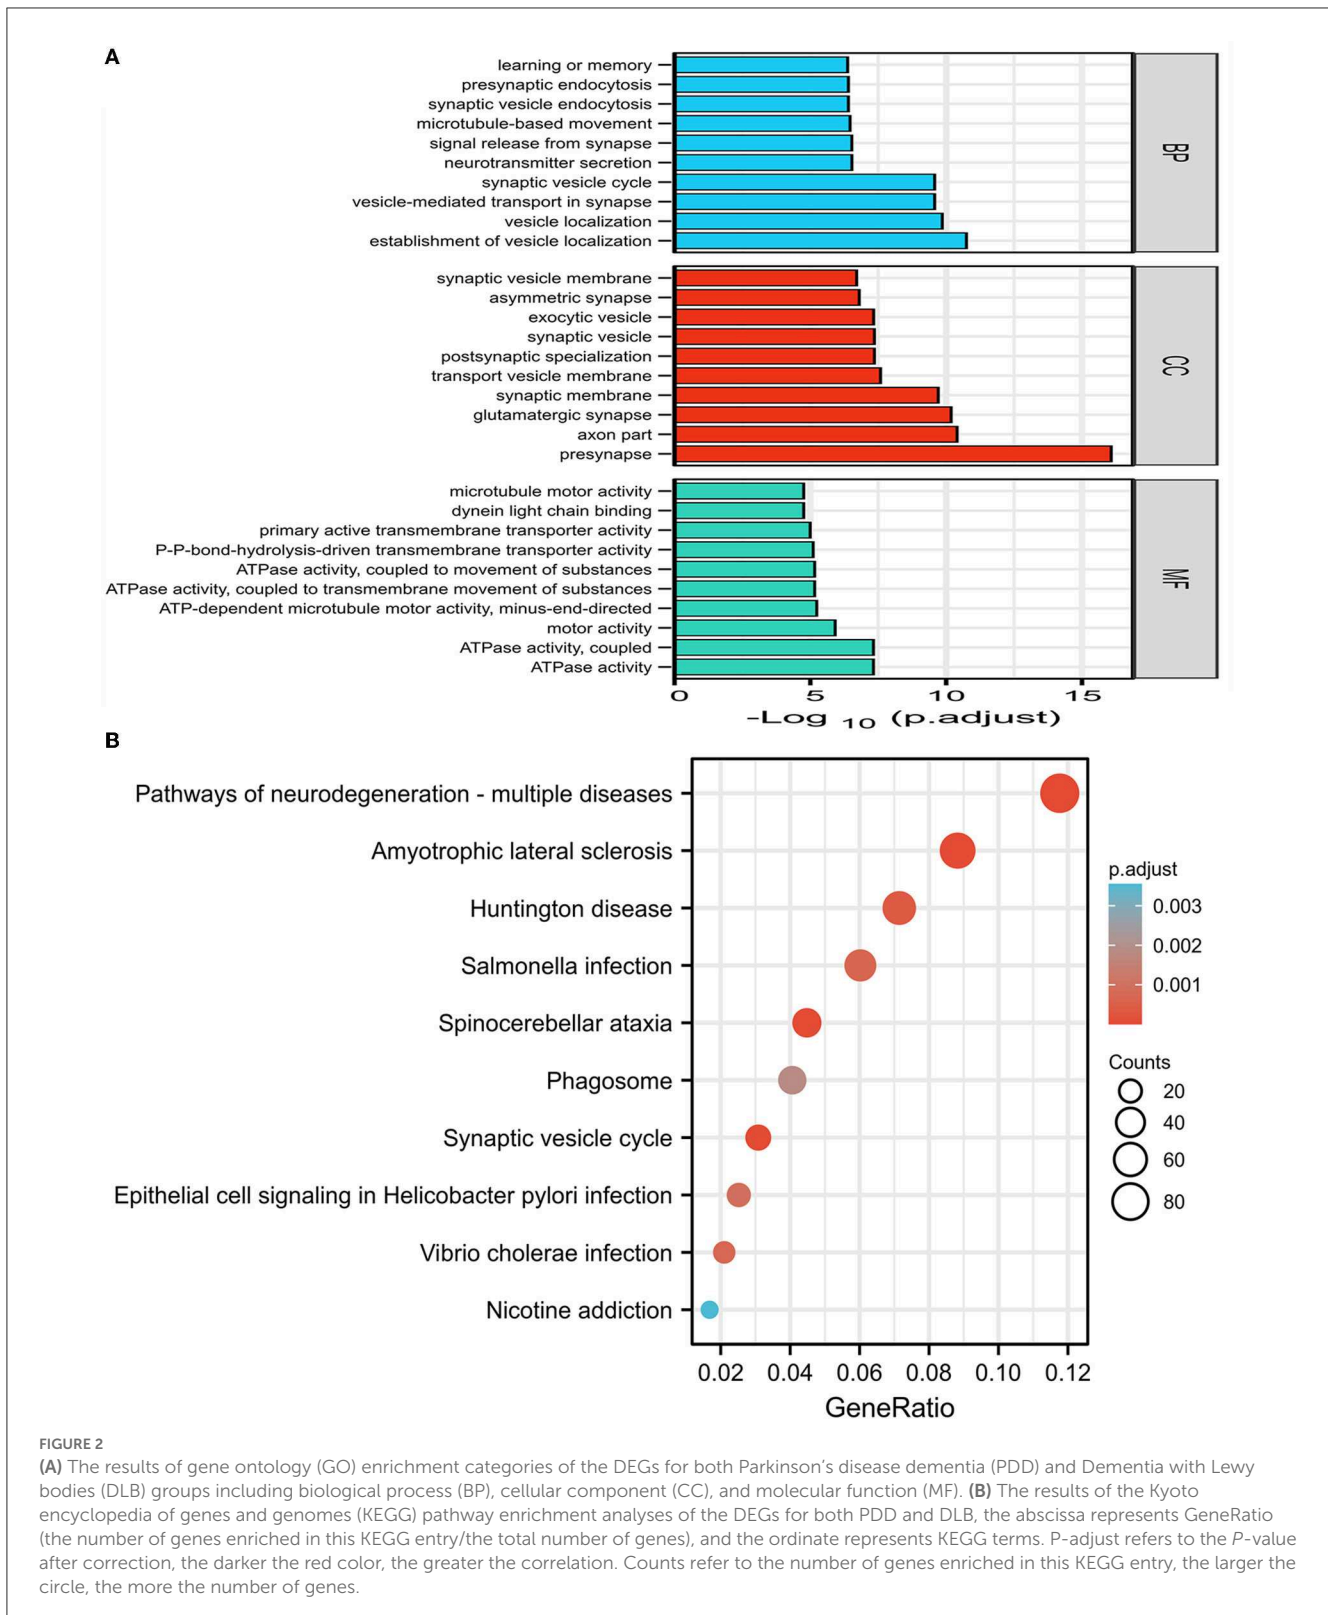 A
learning or memory
presynaptic endocytosis
synaptic vesicle endocytosis
microtubule-based movement
signal release from synapse
neurotransmitter secretion
synaptic vesicle cycle
vesicle-mediated transport in synapse
vesicle localization
establishment of vesicle localization
BP
synaptic vesicle membrane
asymmetric synapse
exocytic vesicle
synaptic vesicle
postsynaptic specialization
transport vesicle membrane
synaptic membrane
glutamatergic synapse
axon part
presynapse
CC
microtubule motor activity
dynein light chain binding
primary active transmembrane transporter activity
P-P-bond-hydrolysis-driven transmembrane transporter activity
ATPase activity, coupled to movement of substances
ATPase activity, coupled to transmembrane movement of substances
ATP-dependent microtubule motor activity, minus-end-directed
motor activity
ATPase activity, coupled
ATPase activity
MF
0 5 10 15
-Log 10 (p.adjust)
B
Pathways of neurodegeneration - multiple diseases
Amyotrophic lateral sclerosis
Huntington disease
Salmonella infection
Spinocerebellar ataxia
Phagosome
Synaptic vesicle cycle
Epithelial cell signaling in Helicobacter pylori infection
Vibrio cholerae infection
Nicotine addiction
0.02 0.04 0.06 0.08 0.10 0.12
GeneRatio
p.adjust
0.003
0.002
0.001
Counts
20
40
60
80
FIGURE 2
(A) The results of gene ontology (GO) enrichment categories of the DEGs for both Parkinson's disease dementia (PDD) and Dementia with Lewy
bodies (DLB) groups including biological process (BP), cellular component (CC), and molecular function (MF). (B) The results of the Kyoto
encyclopedia of genes and genomes (KEGG) pathway enrichment analyses of the DEGs for both PDD and DLB, the abscissa represents GeneRatio
(the number of genes enriched in this KEGG entry/the total number of genes), and the ordinate represents KEGG terms. P-adjust refers to the P-value
after correction, the darker the red color, the greater the correlation. Counts refer to the number of genes enriched in this KEGG entry, the larger the
circle, the more the number of genes.